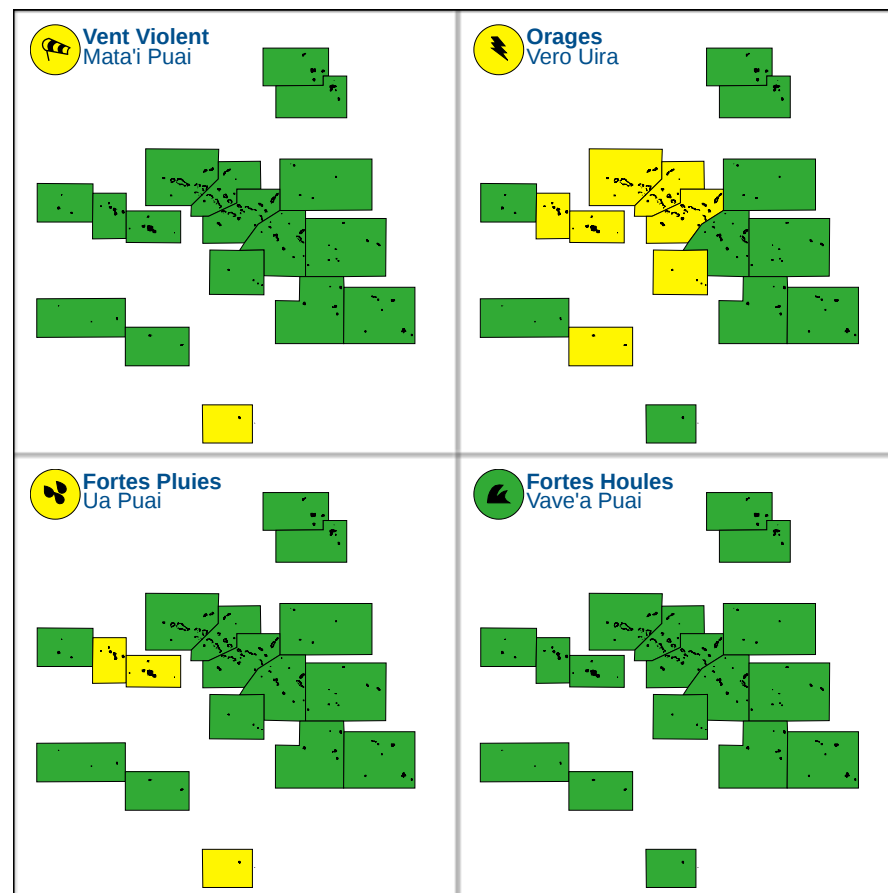 Vent Violent
Mata'i Puai
Orages
Vero Uira
Fortes Pluies
Ua Puai
Fortes Houles
Vave'a Puai